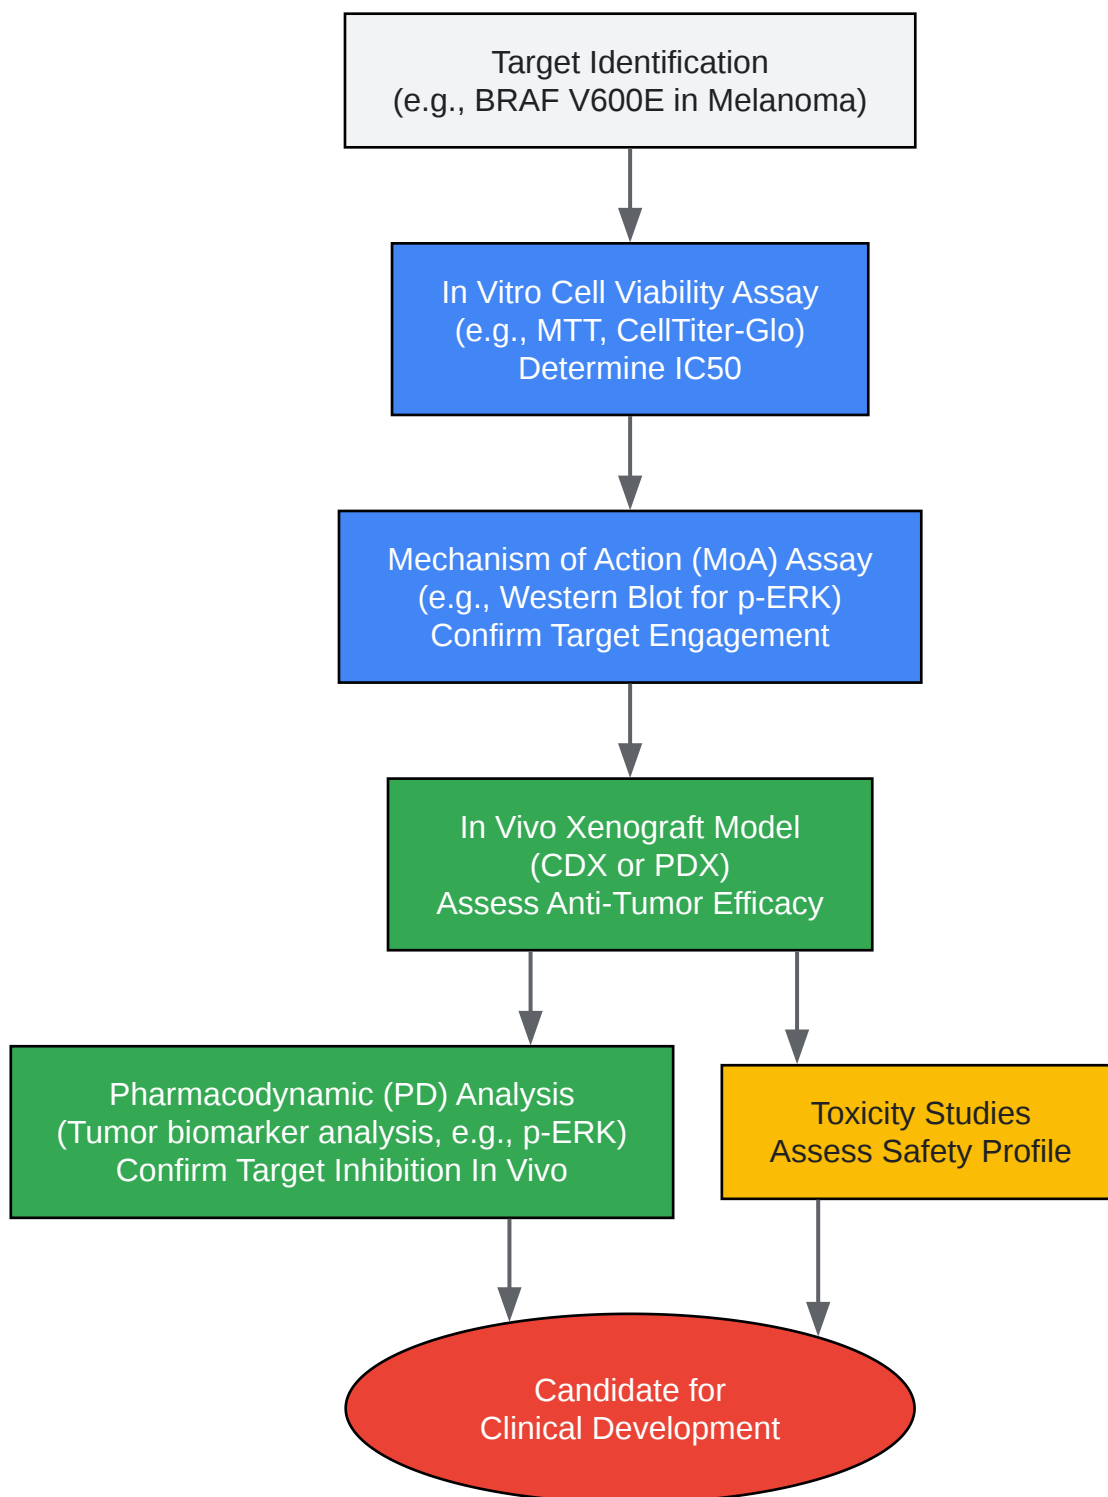 Target Identification
(e.g., BRAF V600E in Melanoma)
In Vitro Cell Viability Assay
(e.g., MTT, CellTiter-Glo)
Determine IC50
Mechanism of Action (MoA) Assay
(e.g., Western Blot for p-ERK)
Confirm Target Engagement
In Vivo Xenograft Model
(CDX or PDX)
Assess Anti-Tumor Efficacy
Pharmacodynamic (PD) Analysis
(Tumor biomarker analysis, e.g., p-ERK)
Confirm Target Inhibition In Vivo
Toxicity Studies
Assess Safety Profile
Candidate for
Clinical Development